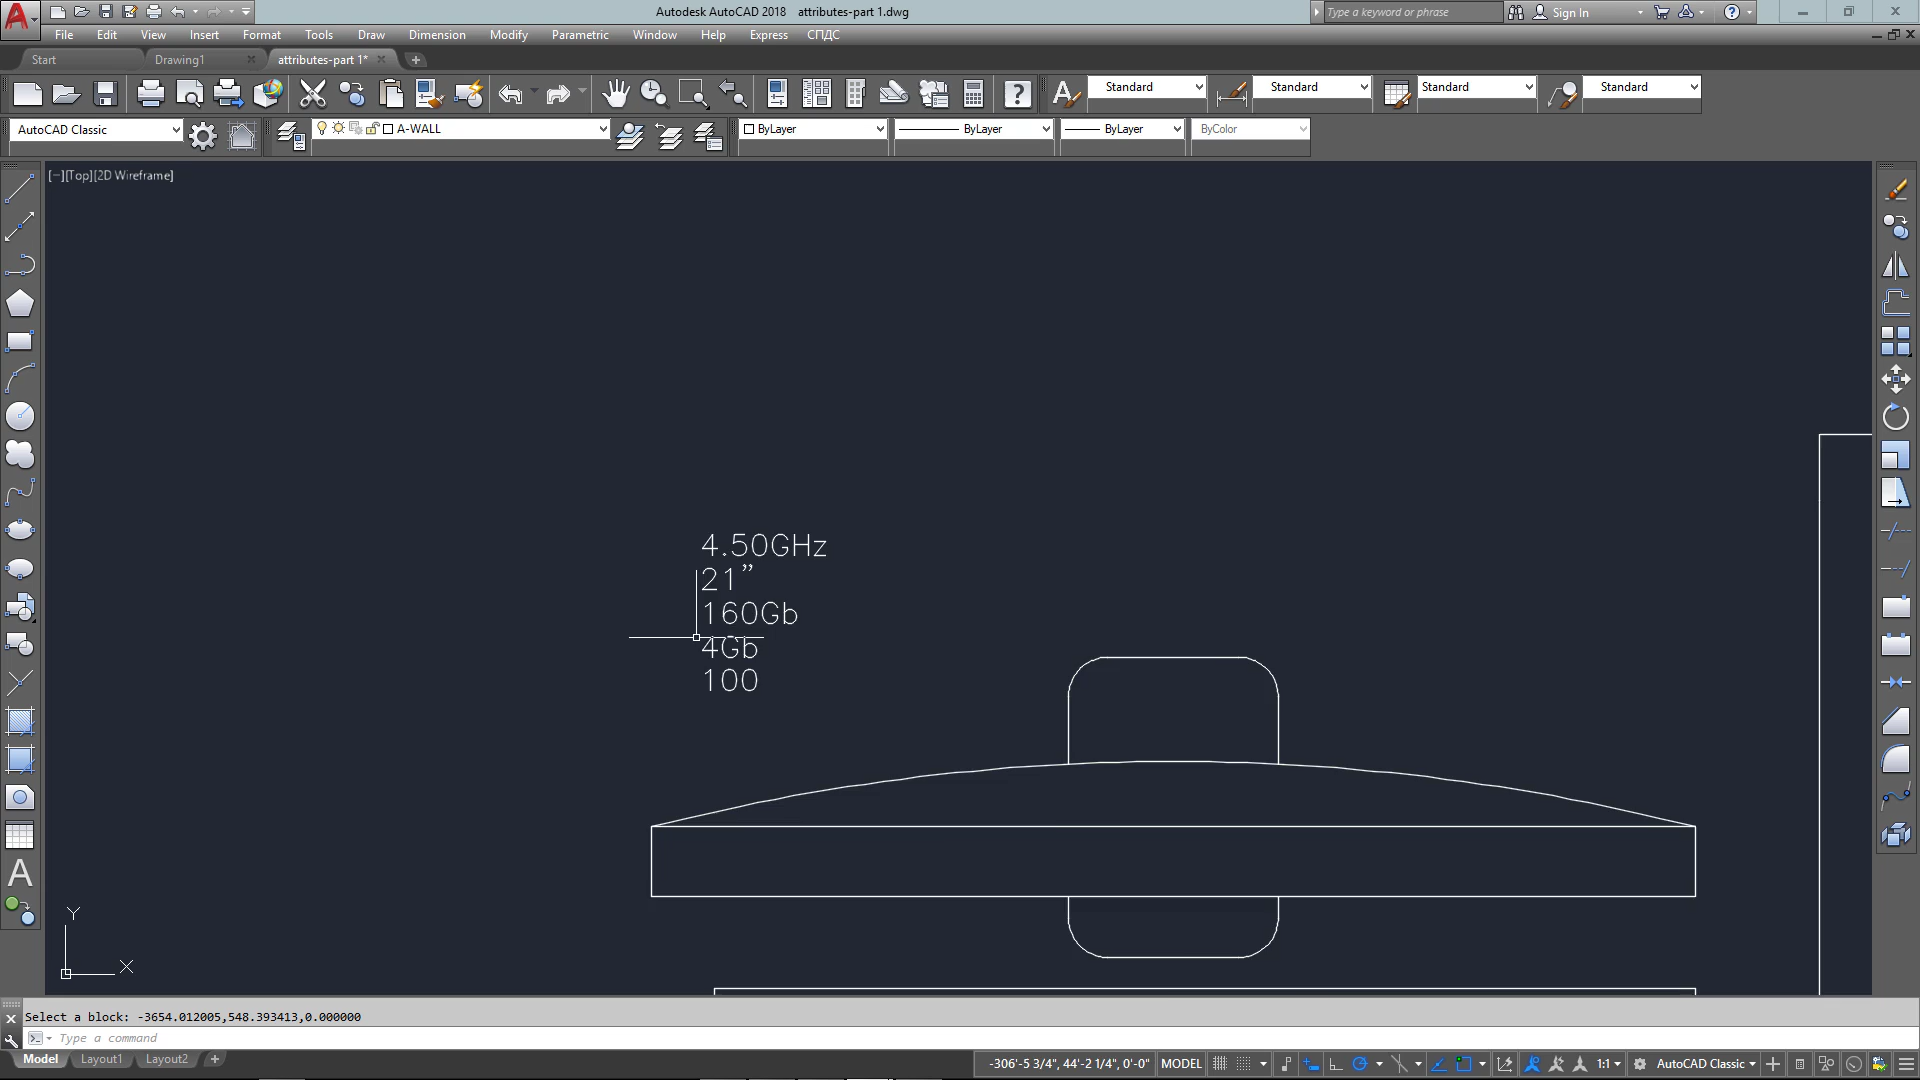 Autodesk AutoCAD 2018 attributes-part 1.dwg
Type a keyword or phrase
Sign In
File Edit View Insert Format Tools Draw Dimension Modify Parametric Window Help Express СПДС
Start Drawing1 attributes-part 1*
Standard Standard Standard Standard
AutoCAD Classic A-WALL ByLayer ByLayer ByLayer ByColor
[−][Top][2D Wireframe]
4.50GHz
21”
160Gb
4Gb
100
A
Y
X
Select a block: -3654.012005,548.393413,0.000000
Type a command
Model Layout1 Layout2 -306'-5 3/4", 44'-2 1/4", 0'-0" MODEL 1:1 AutoCAD Classic